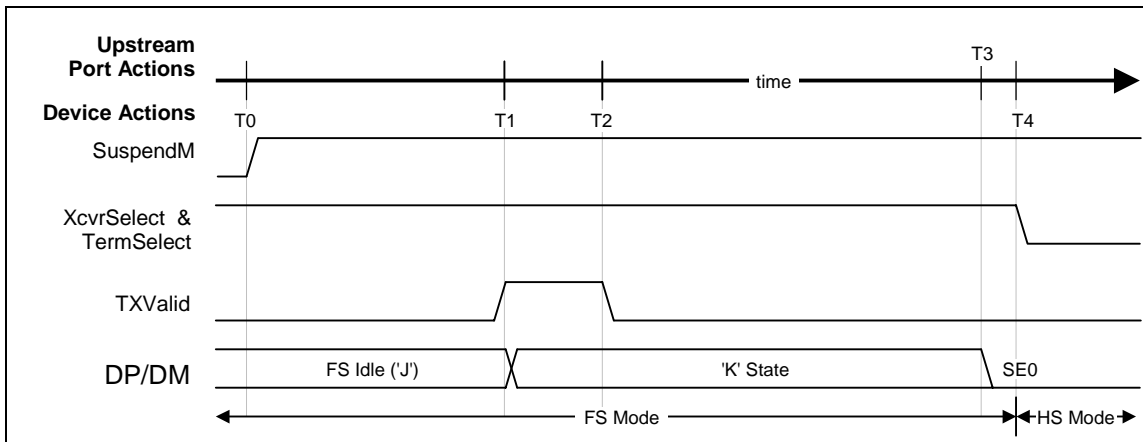 Upstream
Port Actions
T3
time
Device Actions
T0
T1
T2
T4
SuspendM
XcvrSelect &
TermSelect
TXValid
DP/DM
FS Idle ('J')
'K' State
SE0
FS Mode
HS Mode